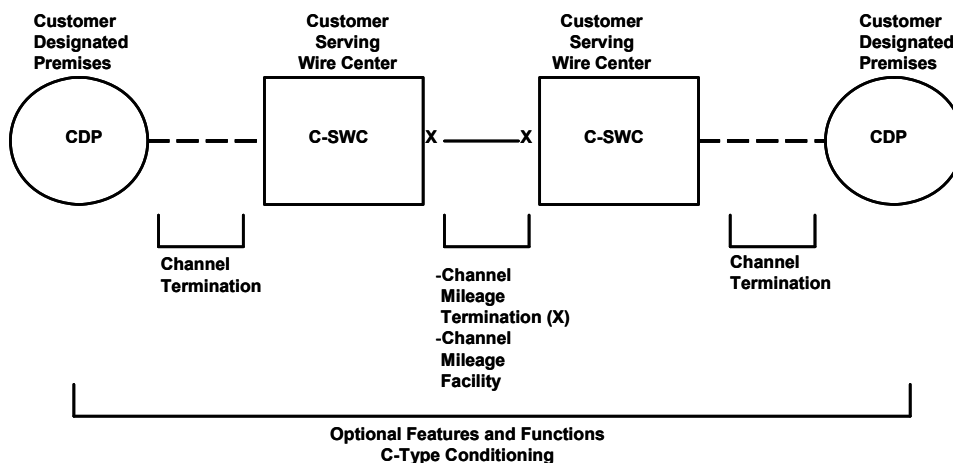 Customer
Designated
Premises
Customer
Serving
Wire Center
Customer
Serving
Wire Center
Customer
Designated
Premises
CDP
C-SWC
X
X
C-SWC
CDP
Channel
Termination
-Channel
Mileage
Termination (X)
-Channel
Mileage
Facility
Channel
Termination
Optional Features and Functions
C-Type Conditioning